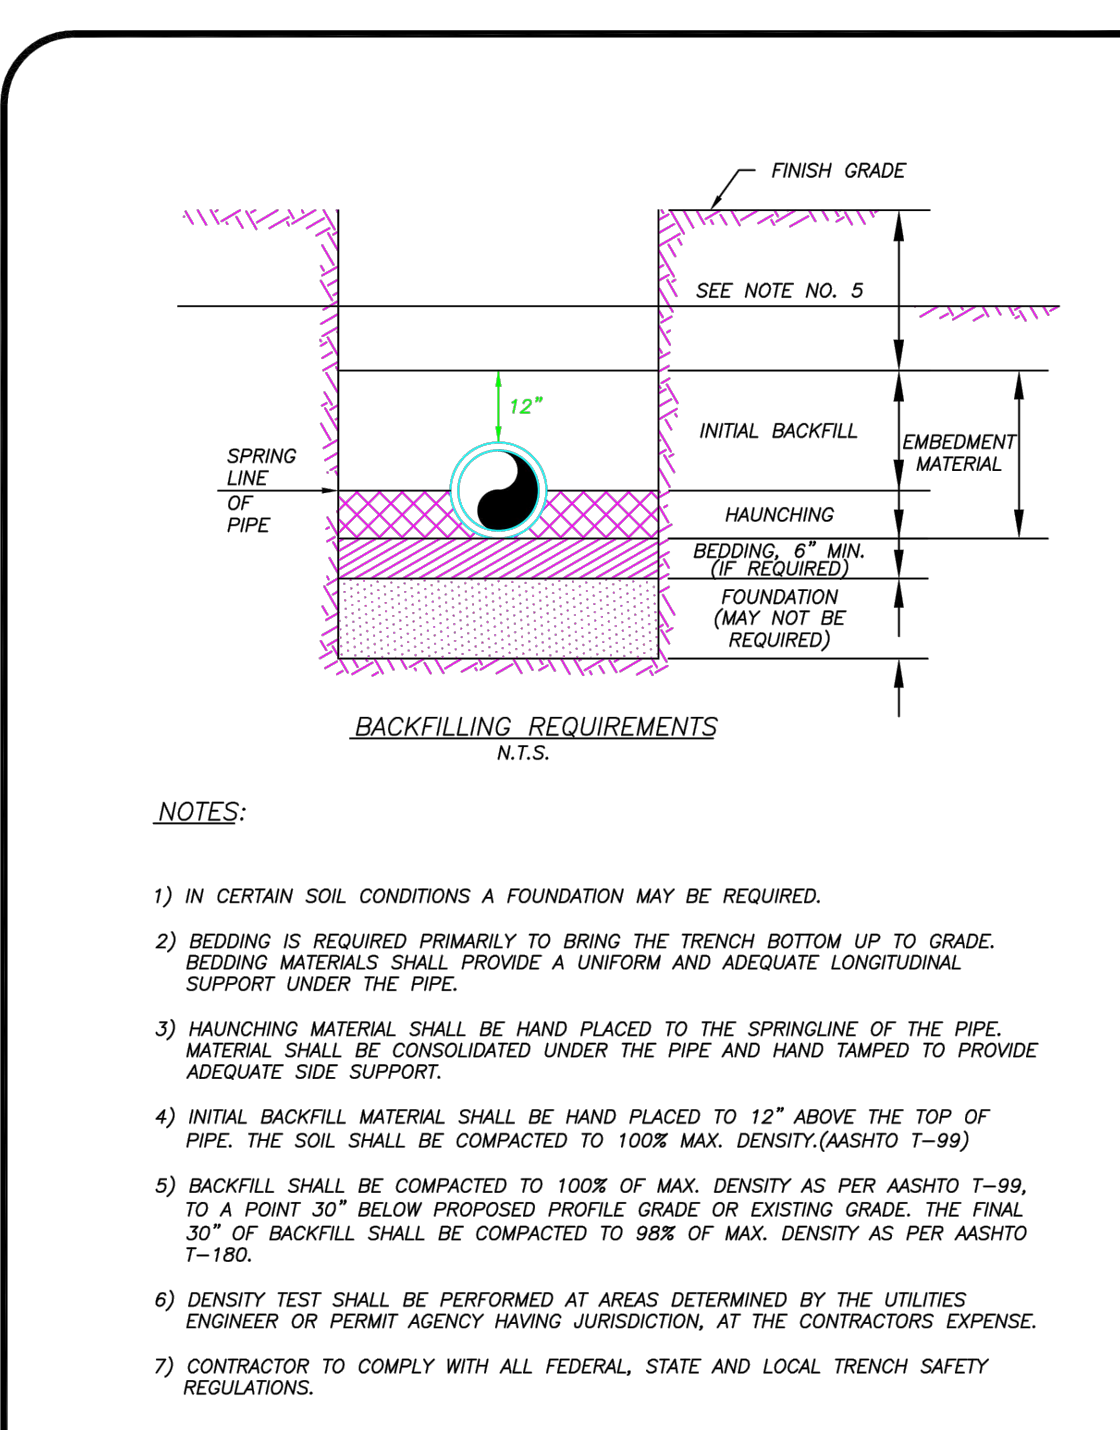 FINISH GRADE
SEE NOTE NO. 5
12"
INITIAL BACKFILL
EMBEDMENT
MATERIAL
SPRING
LINE
OF
PIPE
HAUNCHING
BEDDING, 6" MIN.
(IF REQUIRED)
FOUNDATION
(MAY NOT BE
REQUIRED)
BACKFILLING REQUIREMENTS
N.T.S.
NOTES:
1) IN CERTAIN SOIL CONDITIONS A FOUNDATION MAY BE REQUIRED.
2) BEDDING IS REQUIRED PRIMARILY TO BRING THE TRENCH BOTTOM UP TO GRADE.
BEDDING MATERIALS SHALL PROVIDE A UNIFORM AND ADEQUATE LONGITUDINAL
SUPPORT UNDER THE PIPE.
3) HAUNCHING MATERIAL SHALL BE HAND PLACED TO THE SPRINGLINE OF THE PIPE.
MATERIAL SHALL BE CONSOLIDATED UNDER THE PIPE AND HAND TAMPED TO PROVIDE
ADEQUATE SIDE SUPPORT.
4) INITIAL BACKFILL MATERIAL SHALL BE HAND PLACED TO 12" ABOVE THE TOP OF
PIPE. THE SOIL SHALL BE COMPACTED TO 100% MAX. DENSITY.(AASHTO T-99)
5) BACKFILL SHALL BE COMPACTED TO 100% OF MAX. DENSITY AS PER AASHTO T-99,
TO A POINT 30" BELOW PROPOSED PROFILE GRADE OR EXISTING GRADE. THE FINAL
30" OF BACKFILL SHALL BE COMPACTED TO 98% OF MAX. DENSITY AS PER AASHTO
T-180.
6) DENSITY TEST SHALL BE PERFORMED AT AREAS DETERMINED BY THE UTILITIES
ENGINEER OR PERMIT AGENCY HAVING JURISDICTION, AT THE CONTRACTORS EXPENSE.
7) CONTRACTOR TO COMPLY WITH ALL FEDERAL, STATE AND LOCAL TRENCH SAFETY
REGULATIONS.